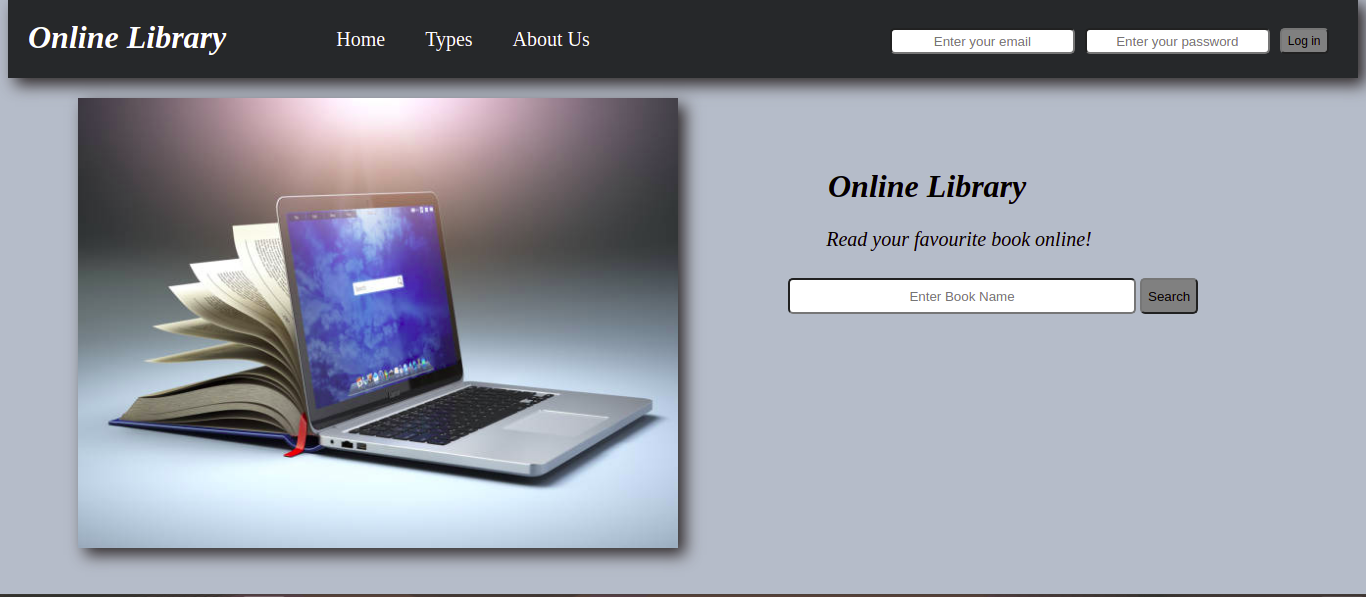 Online Library
Home Types About Us
Enter your email Enter your password Log in
Online Library
Read your favourite book online!
Enter Book Name Search